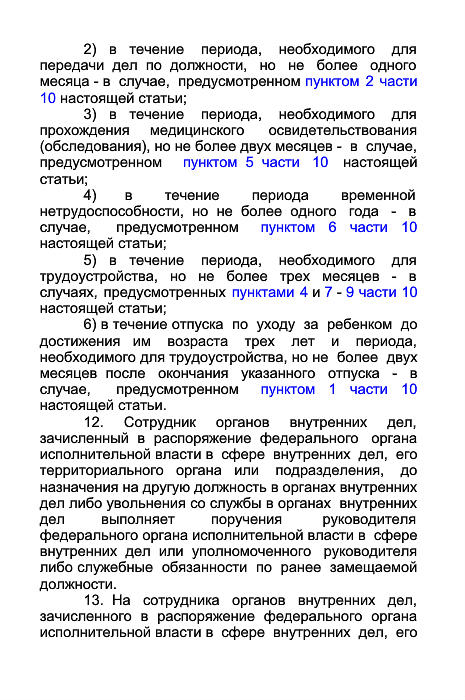 2) в течение периода, необходимого для
передачи дел по должности, но не более одного
месяца - в случае, предусмотренном пунктом 2 части
10 настоящей статьи;
3) в течение периода, необходимого для
прохождения медицинского освидетельствования
(обследования), но не более двух месяцев - в случае,
предусмотренном пунктом 5 части 10 настоящей
статьи;
4) в течение периода временной
нетрудоспособности, но не более одного года - в
случае, предусмотренном пунктом 6 части 10
настоящей статьи;
5) в течение периода, необходимого для
трудоустройства, но не более трех месяцев - в
случаях, предусмотренных пунктами 4 и 7 - 9 части 10
настоящей статьи;
6) в течение отпуска по уходу за ребенком до
достижения им возраста трех лет и периода,
необходимого для трудоустройства, но не более двух
месяцев после окончания указанного отпуска - в
случае, предусмотренном пунктом 1 части 10
настоящей статьи.
12. Сотрудник органов внутренних дел,
зачисленный в распоряжение федерального органа
исполнительной власти в сфере внутренних дел, его
территориального органа или подразделения, до
назначения на другую должность в органах внутренних
дел либо увольнения со службы в органах внутренних
дел выполняет поручения руководителя
федерального органа исполнительной власти в сфере
внутренних дел или уполномоченного руководителя
либо служебные обязанности по ранее замещаемой
должности.
13. На сотрудника органов внутренних дел,
зачисленного в распоряжение федерального органа
исполнительной власти в сфере внутренних дел, его